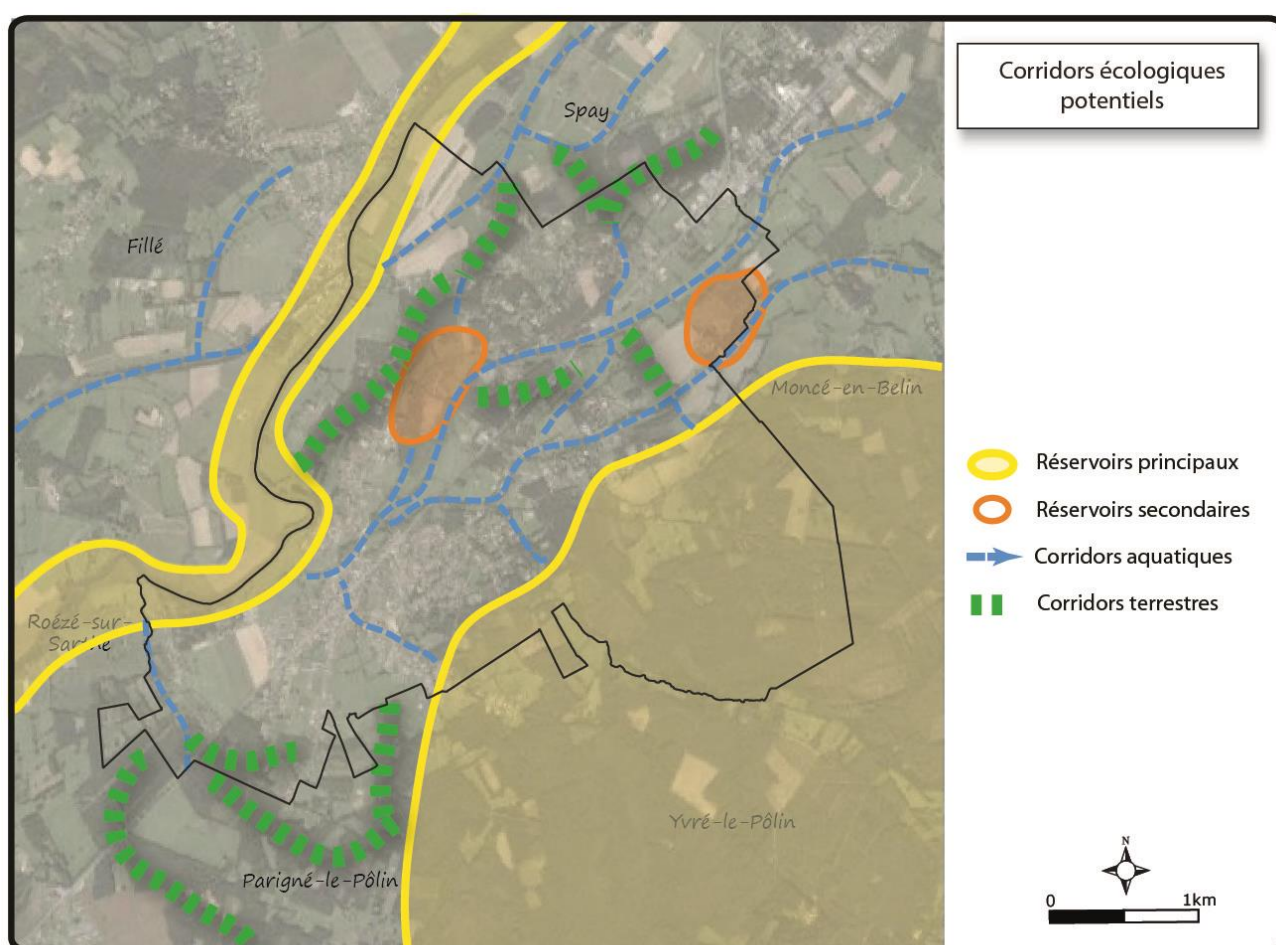 Corridors écologiques
potentiels
Spay
Fillé
Moncé-en-Belin
Réservoirs principaux
Réservoirs secondaires
Corridors aquatiques
Corridors terrestres
Roézé-sur-
Sarthe
Yvré-le-Pôlin
Parigné-le-Pôlin
N
0 1km